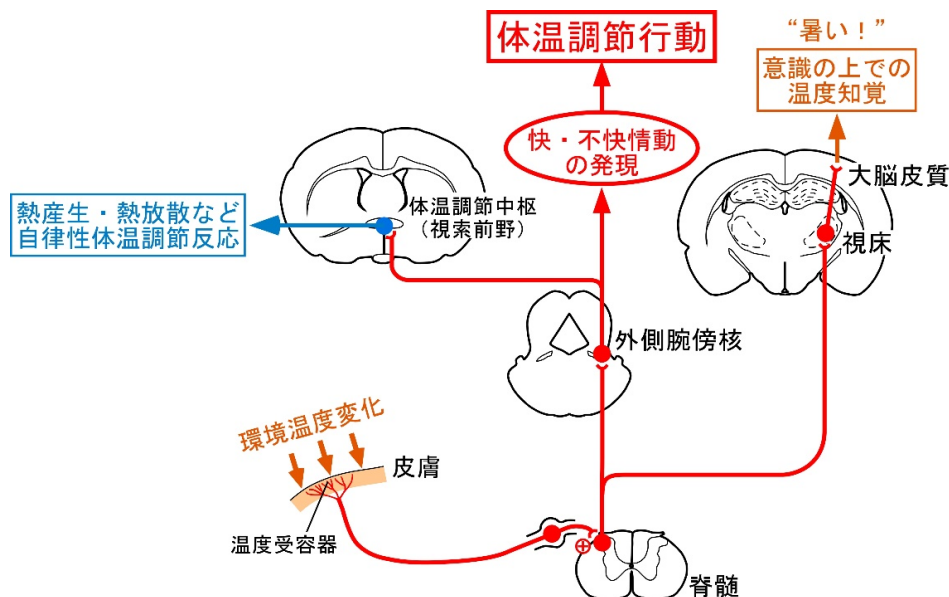 体温調節行動
“暑い！”
意識の上での
温度知覚
快・不快情動
の発現
大脳皮質
熱産生・熱放散など
自律性体温調節反応
体温調節中枢
（視索前野）
視床
外側腕傍核
環境温度変化
皮膚
温度受容器
⊕
脊髄